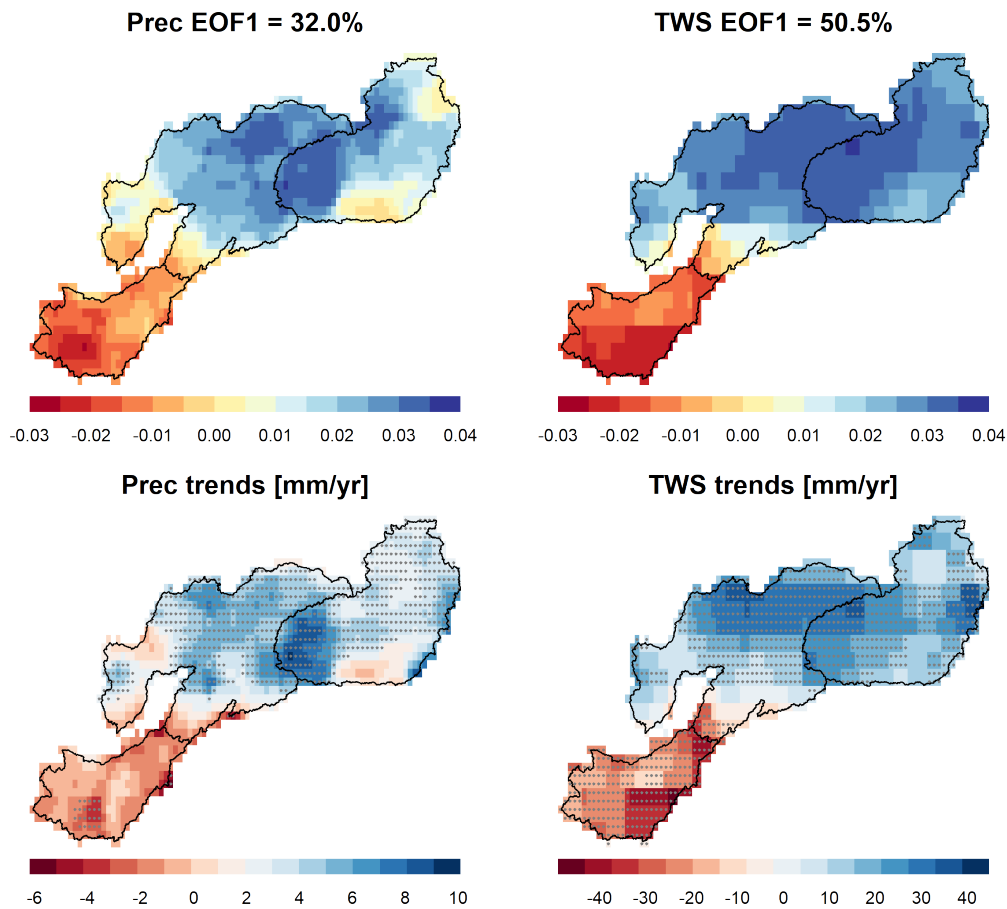 Prec EOF1 = 32.0%
TWS EOF1 = 50.5%
-0.03 -0.02 -0.01 0.00 0.01 0.02 0.03 0.04
-0.03 -0.02 -0.01 0.00 0.01 0.02 0.03 0.04
Prec trends [mm/yr]
TWS trends [mm/yr]
-6 -4 -2 0 2 4 6 8 10
-40 -30 -20 -10 0 10 20 30 40